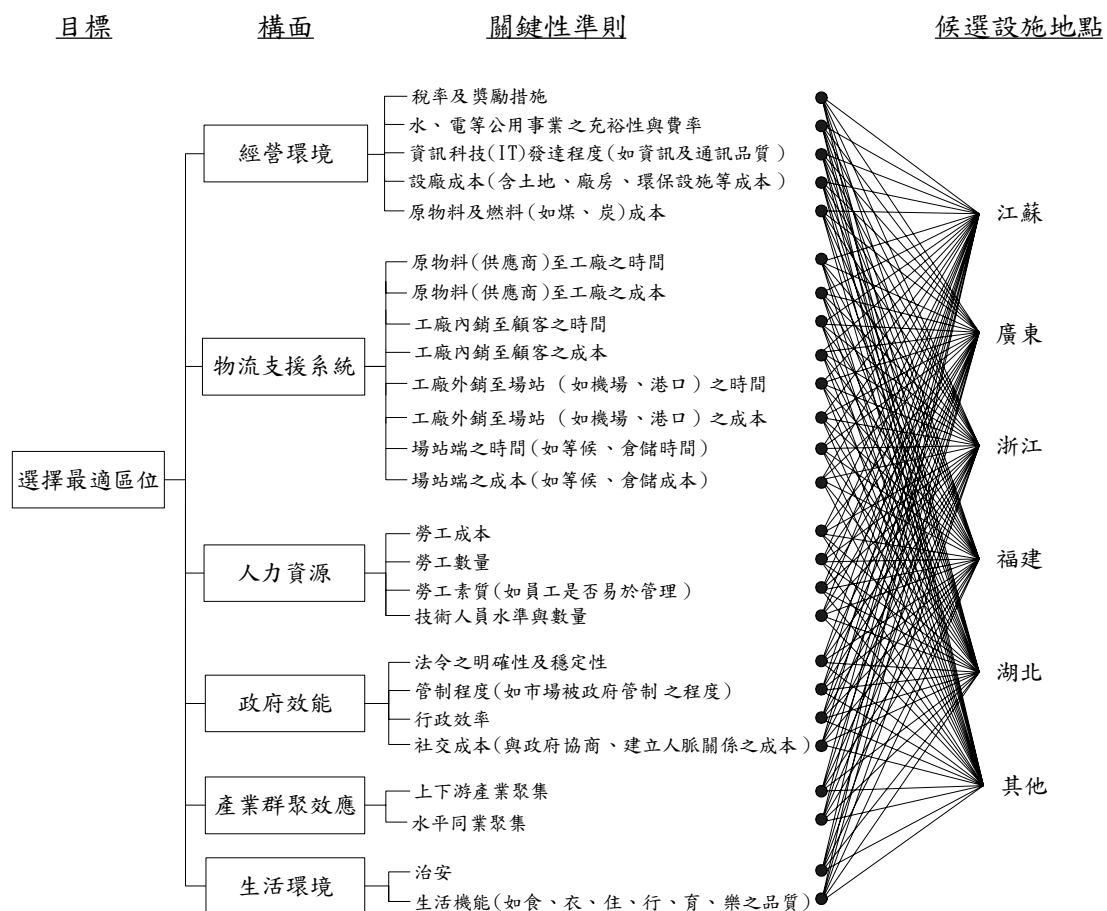 目標
構面
關鍵性準則
候選設施地點
選擇最適區位
經營環境
稅率及獎勵措施
水、電等公用事業之充裕性與費率
資訊科技(IT)發達程度(如資訊及通訊品質)
設廠成本(含土地、廠房、環保設施等成本)
原物料及燃料(如煤、炭)成本
物流支援系統
原物料(供應商)至工廠之時間
原物料(供應商)至工廠之成本
工廠內銷至顧客之時間
工廠內銷至顧客之成本
工廠外銷至場站 (如機場、港口)之時間
工廠外銷至場站 (如機場、港口)之成本
場站端之時間(如等候、倉儲時間)
場站端之成本(如等候、倉儲成本)
人力資源
勞工成本
勞工數量
勞工素質(如員工是否易於管理)
技術人員水準與數量
政府效能
法令之明確性及穩定性
管制程度(如市場被政府管制之程度)
行政效率
社交成本(與政府協商、建立人脈關係之成本)
產業群聚效應
上下游產業聚集
水平同業聚集
生活環境
治安
生活機能(如食、衣、住、行、育、樂之品質)
江蘇
廣東
浙江
福建
湖北
其他